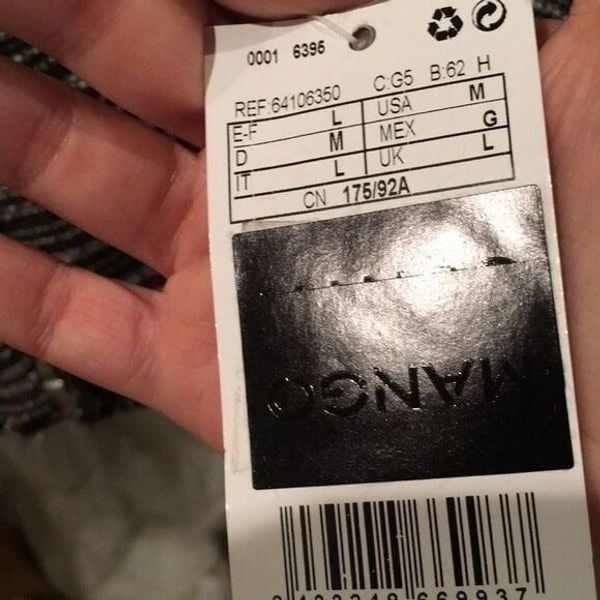 0001 6395
REF:64106350 C:G5 B:62 H
E-F L USA M
D M MEX G
IT L UK L
CN 175/92A
MANGO